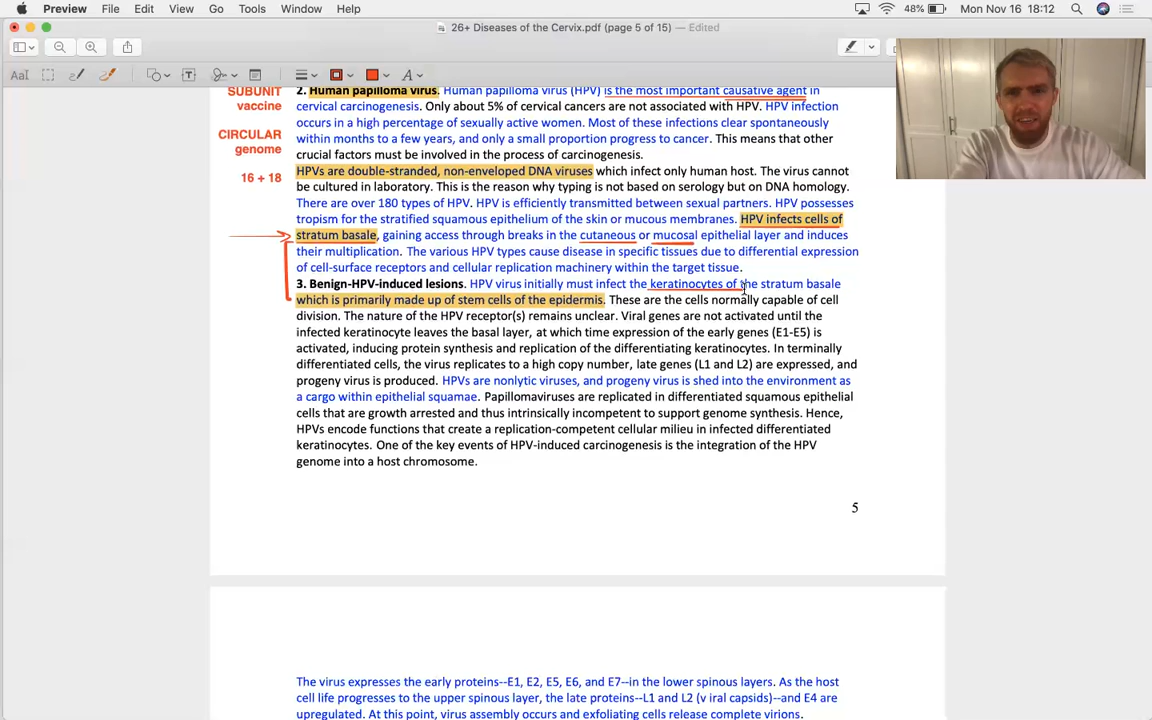 Preview File Edit View Go Tools Window Help 48% Mon Nov 16 18:12
26+ Diseases of the Cervix.pdf (page 5 of 15) — Edited
SUBUNIT
vaccine
CIRCULAR
genome
16 + 18
2. Human papilloma virus. Human papilloma virus (HPV) is the most important causative agent in
cervical carcinogenesis. Only about 5% of cervical cancers are not associated with HPV. HPV infection
occurs in a high percentage of sexually active women. Most of these infections clear spontaneously
within months to a few years, and only a small proportion progress to cancer. This means that other
crucial factors must be involved in the process of carcinogenesis.
HPVs are double-stranded, non-enveloped DNA viruses which infect only human host. The virus cannot
be cultured in laboratory. This is the reason why typing is not based on serology but on DNA homology.
There are over 180 types of HPV. HPV is efficiently transmitted between sexual partners. HPV possesses
tropism for the stratified squamous epithelium of the skin or mucous membranes. HPV infects cells of
stratum basale, gaining access through breaks in the cutaneous or mucosal epithelial layer and induces
their multiplication. The various HPV types cause disease in specific tissues due to differential expression
of cell-surface receptors and cellular replication machinery within the target tissue.
3. Benign-HPV-induced lesions. HPV virus initially must infect the keratinocytes of the stratum basale
which is primarily made up of stem cells of the epidermis. These are the cells normally capable of cell
division. The nature of the HPV receptor(s) remains unclear. Viral genes are not activated until the
infected keratinocyte leaves the basal layer, at which time expression of the early genes (E1-E5) is
activated, inducing protein synthesis and replication of the differentiating keratinocytes. In terminally
differentiated cells, the virus replicates to a high copy number, late genes (L1 and L2) are expressed, and
progeny virus is produced. HPVs are nonlytic viruses, and progeny virus is shed into the environment as
a cargo within epithelial squamae. Papillomaviruses are replicated in differentiated squamous epithelial
cells that are growth arrested and thus intrinsically incompetent to support genome synthesis. Hence,
HPVs encode functions that create a replication-competent cellular milieu in infected differentiated
keratinocytes. One of the key events of HPV-induced carcinogenesis is the integration of the HPV
genome into a host chromosome.
5
The virus expresses the early proteins--E1, E2, E5, E6, and E7--in the lower spinous layers. As the host
cell life progresses to the upper spinous layer, the late proteins--L1 and L2 (v iral capsids)--and E4 are
upregulated. At this point, virus assembly occurs and exfoliating cells release complete virions.